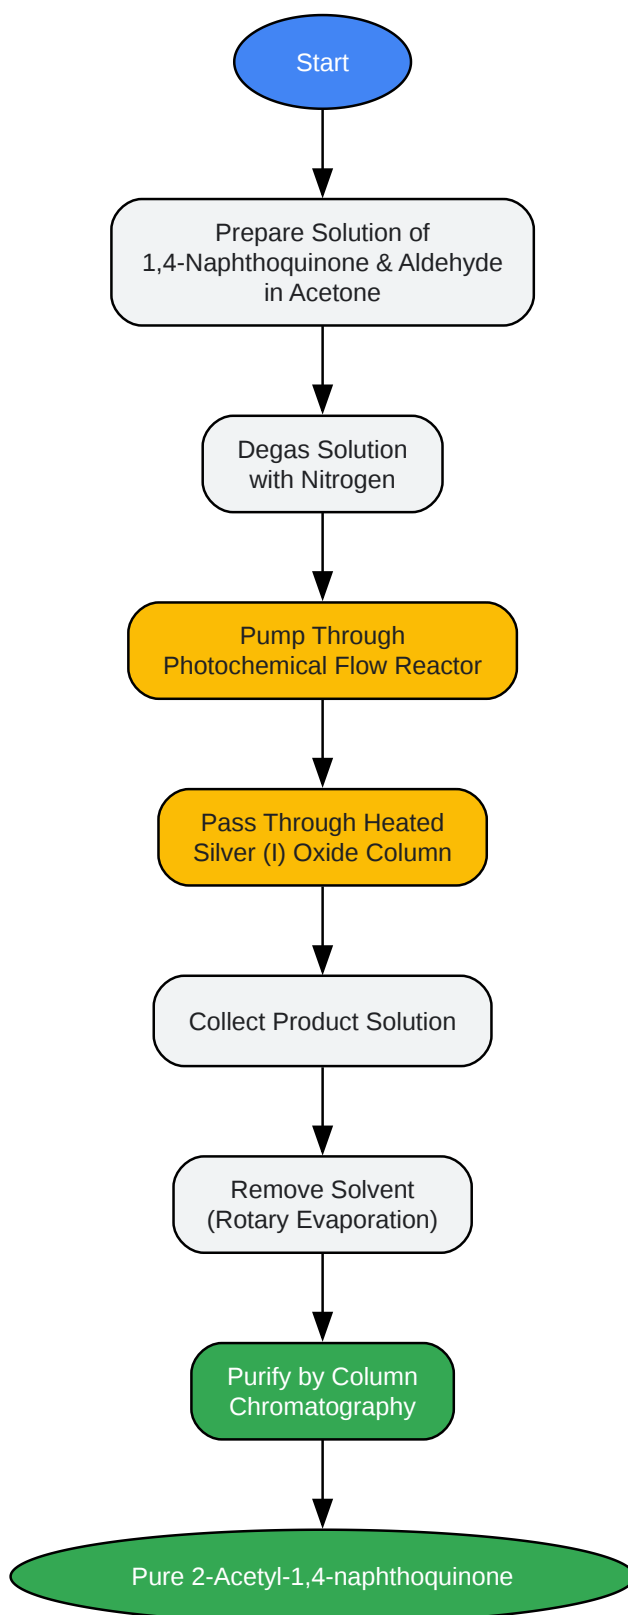 Start
Prepare Solution of
1,4-Naphthoquinone & Aldehyde
in Acetone
Degas Solution
with Nitrogen
Pump Through
Photochemical Flow Reactor
Pass Through Heated
Silver (I) Oxide Column
Collect Product Solution
Remove Solvent
(Rotary Evaporation)
Purify by Column
Chromatography
Pure 2-Acetyl-1,4-naphthoquinone